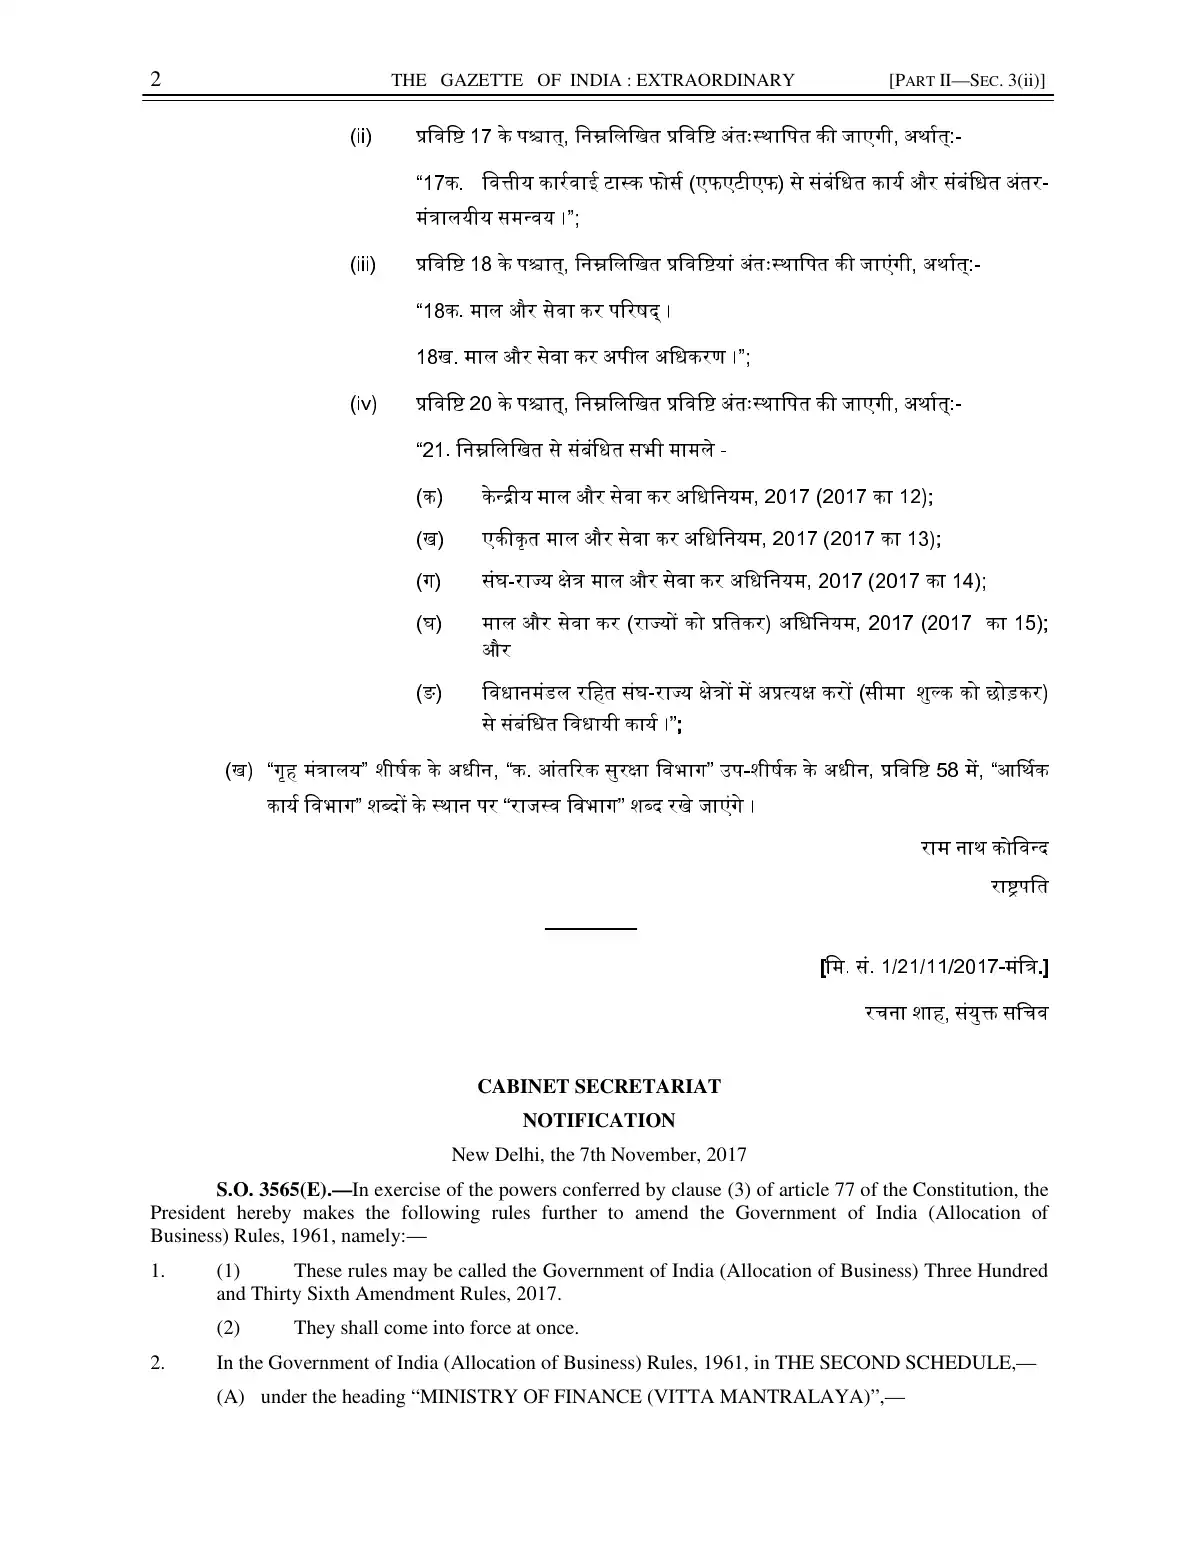 2 THE GAZETTE OF INDIA : EXTRAORDINARY [PART II—SEC. 3(ii)]
(ii) प्रविष्टि 17 के पश्चात्, निम्नलिखित प्रविष्टि अंतःस्थापित की जाएगी, अर्थात्:-
“17क. वित्तीय कार्रवाई टास्क फोर्स (एफएटीएफ) से संबंधित कार्य और संबंधित अंतर-
मंत्रालयीय समन्वय ।”;
(iii) प्रविष्टि 18 के पश्चात्, निम्नलिखित प्रविष्टियां अंतःस्थापित की जाएंगी, अर्थात्:-
“18क. माल और सेवा कर परिषद् ।
18ख. माल और सेवा कर अपील अधिकरण ।”;
(iv) प्रविष्टि 20 के पश्चात्, निम्नलिखित प्रविष्टि अंतःस्थापित की जाएगी, अर्थात्:-
“21. निम्नलिखित से संबंधित सभी मामले -
(क) केन्द्रीय माल और सेवा कर अधिनियम, 2017 (2017 का 12);
(ख) एकीकृत माल और सेवा कर अधिनियम, 2017 (2017 का 13);
(ग) संघ-राज्य क्षेत्र माल और सेवा कर अधिनियम, 2017 (2017 का 14);
(घ) माल और सेवा कर (राज्यों को प्रतिकर) अधिनियम, 2017 (2017 का 15);
और
(ङ) विधानमंडल रहित संघ-राज्य क्षेत्रों में अप्रत्यक्ष करों (सीमा शुल्क को छोड़कर)
से संबंधित विधायी कार्य ।”;
(ख) “गृह मंत्रालय” शीर्षक के अधीन, “क. आंतरिक सुरक्षा विभाग” उप-शीर्षक के अधीन, प्रविष्टि 58 में, “आर्थिक
कार्य विभाग” शब्दों के स्थान पर “राजस्व विभाग” शब्द रखे जाएंगे ।
राम नाथ कोविन्द
राष्ट्रपति
[मि. सं. 1/21/11/2017-मंत्रि.]
रचना शाह, संयुक्त सचिव
CABINET SECRETARIAT
NOTIFICATION
New Delhi, the 7th November, 2017
S.O. 3565(E).—In exercise of the powers conferred by clause (3) of article 77 of the Constitution, the
President hereby makes the following rules further to amend the Government of India (Allocation of
Business) Rules, 1961, namely:—
1. (1) These rules may be called the Government of India (Allocation of Business) Three Hundred
and Thirty Sixth Amendment Rules, 2017.
(2) They shall come into force at once.
2. In the Government of India (Allocation of Business) Rules, 1961, in THE SECOND SCHEDULE,—
(A) under the heading “MINISTRY OF FINANCE (VITTA MANTRALAYA)”,—